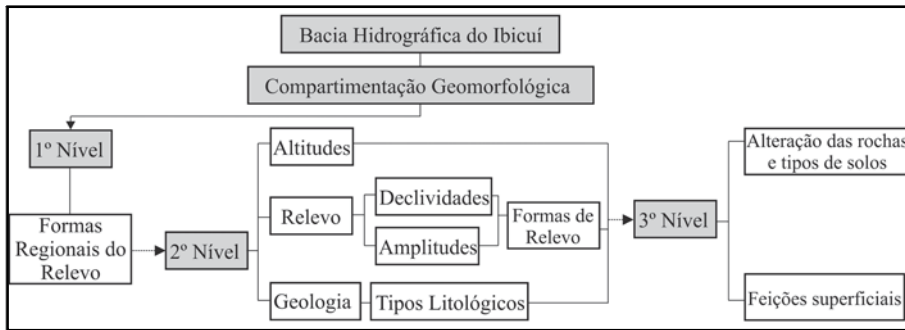 Bacia Hidrográfica do Ibicuí
Compartimentação Geomorfológica
1º Nível
Formas
Regionais do
Relevo
2º Nível
Altitudes
Relevo
Declividades
Amplitudes
Formas de
Relevo
Geologia
Tipos Litológicos
3º Nível
Alteração das rochas
e tipos de solos
Feições superficiais